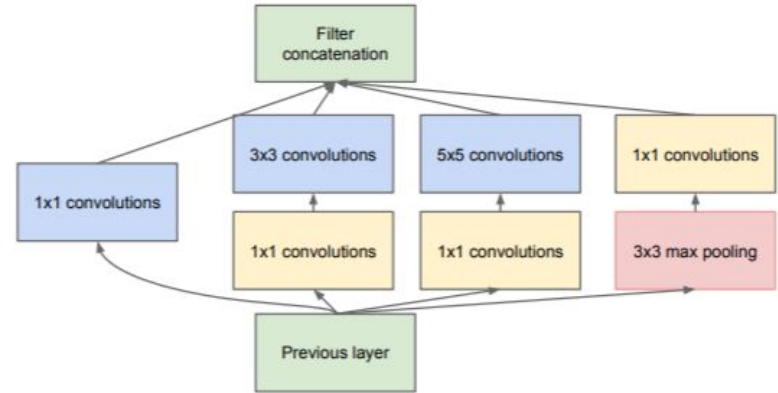 Filter
concatenation
3x3 convolutions
5x5 convolutions
1x1 convolutions
1x1 convolutions
1x1 convolutions
1x1 convolutions
3x3 max pooling
Previous layer